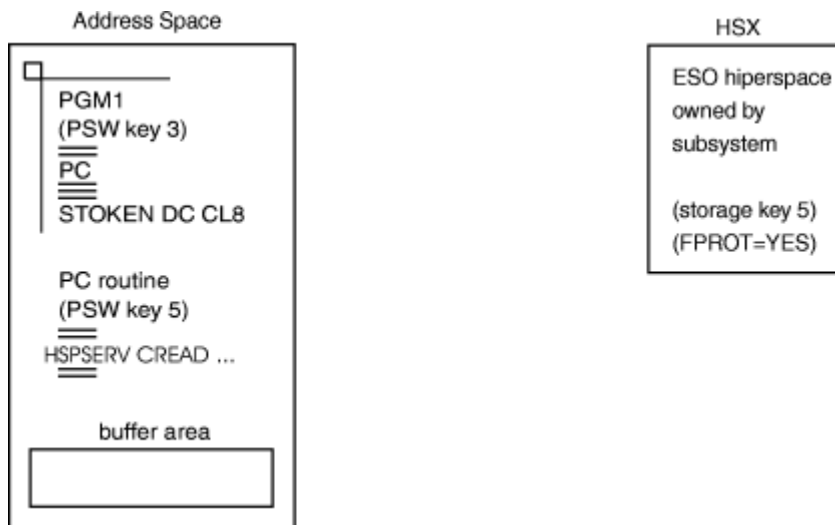 Address Space
PGM1
(PSW key 3)
PC
STOKEN DC CL8
PC routine
(PSW key 5)
HSPSERV CREAD ...
buffer area
HSX
ESO hiperspace
owned by
subsystem
(storage key 5)
(FPROT=YES)